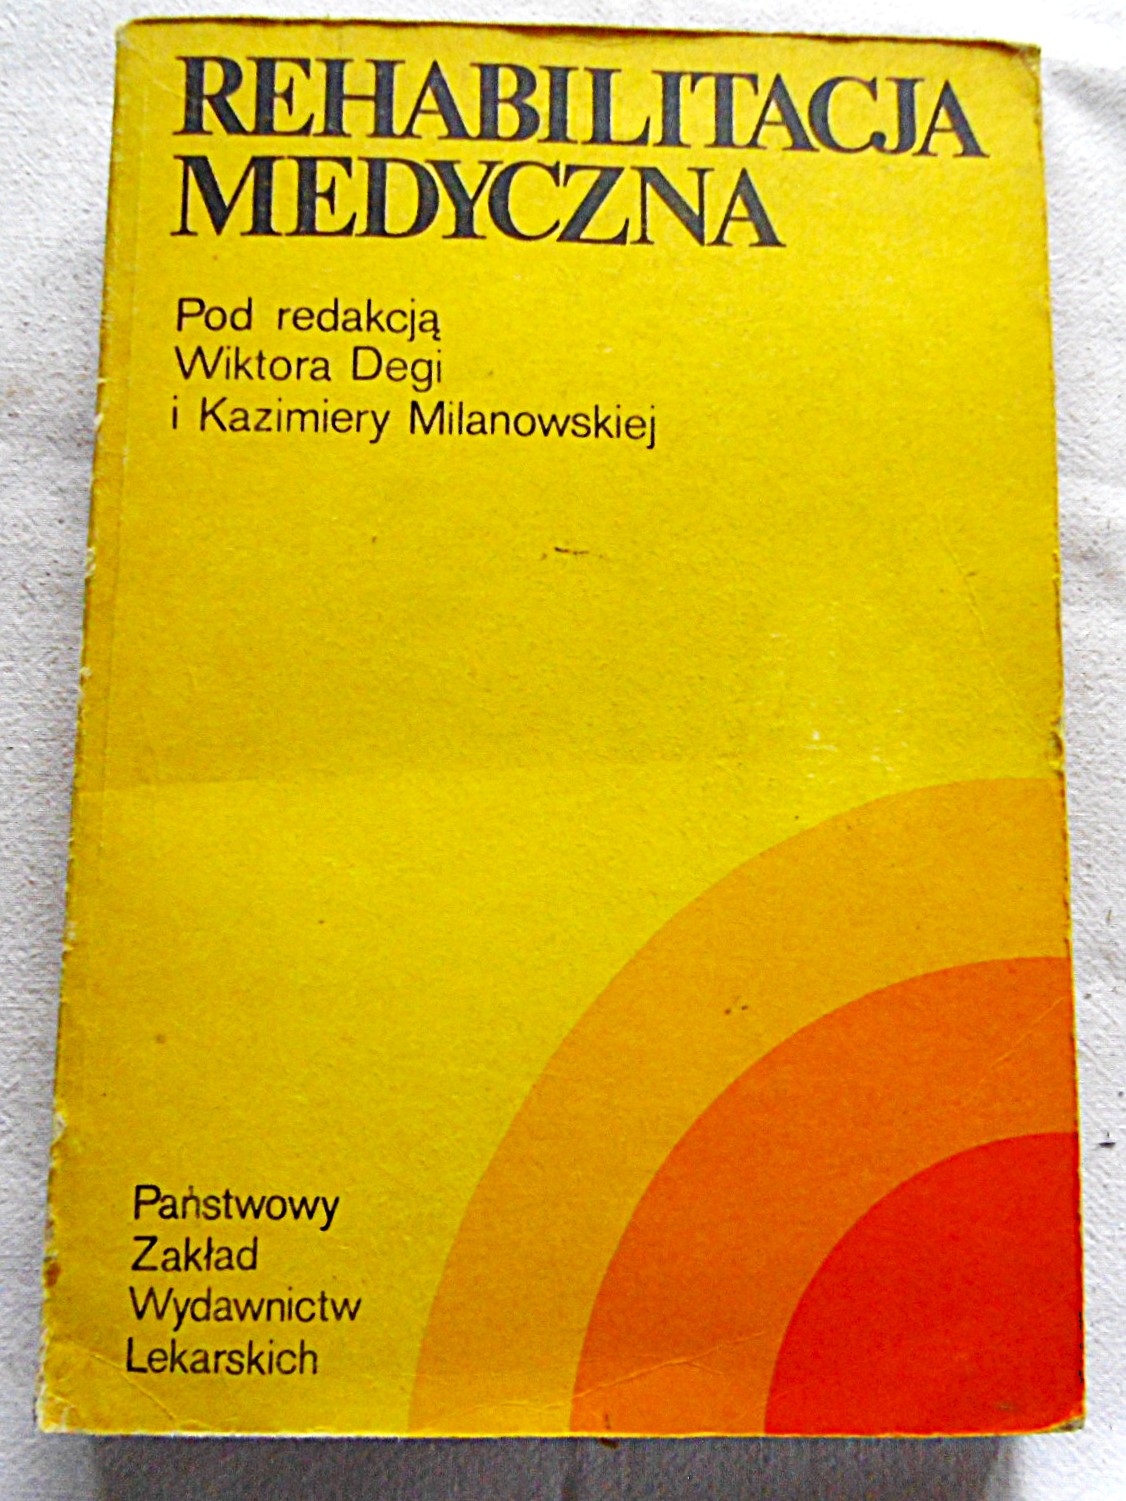 REHABILITACJA
MEDYCZNA
Pod redakcją
Wiktora Degi
i Kazimiery Milanowskiej
Państwowy
Zakład
Wydawnictw
Lekarskich